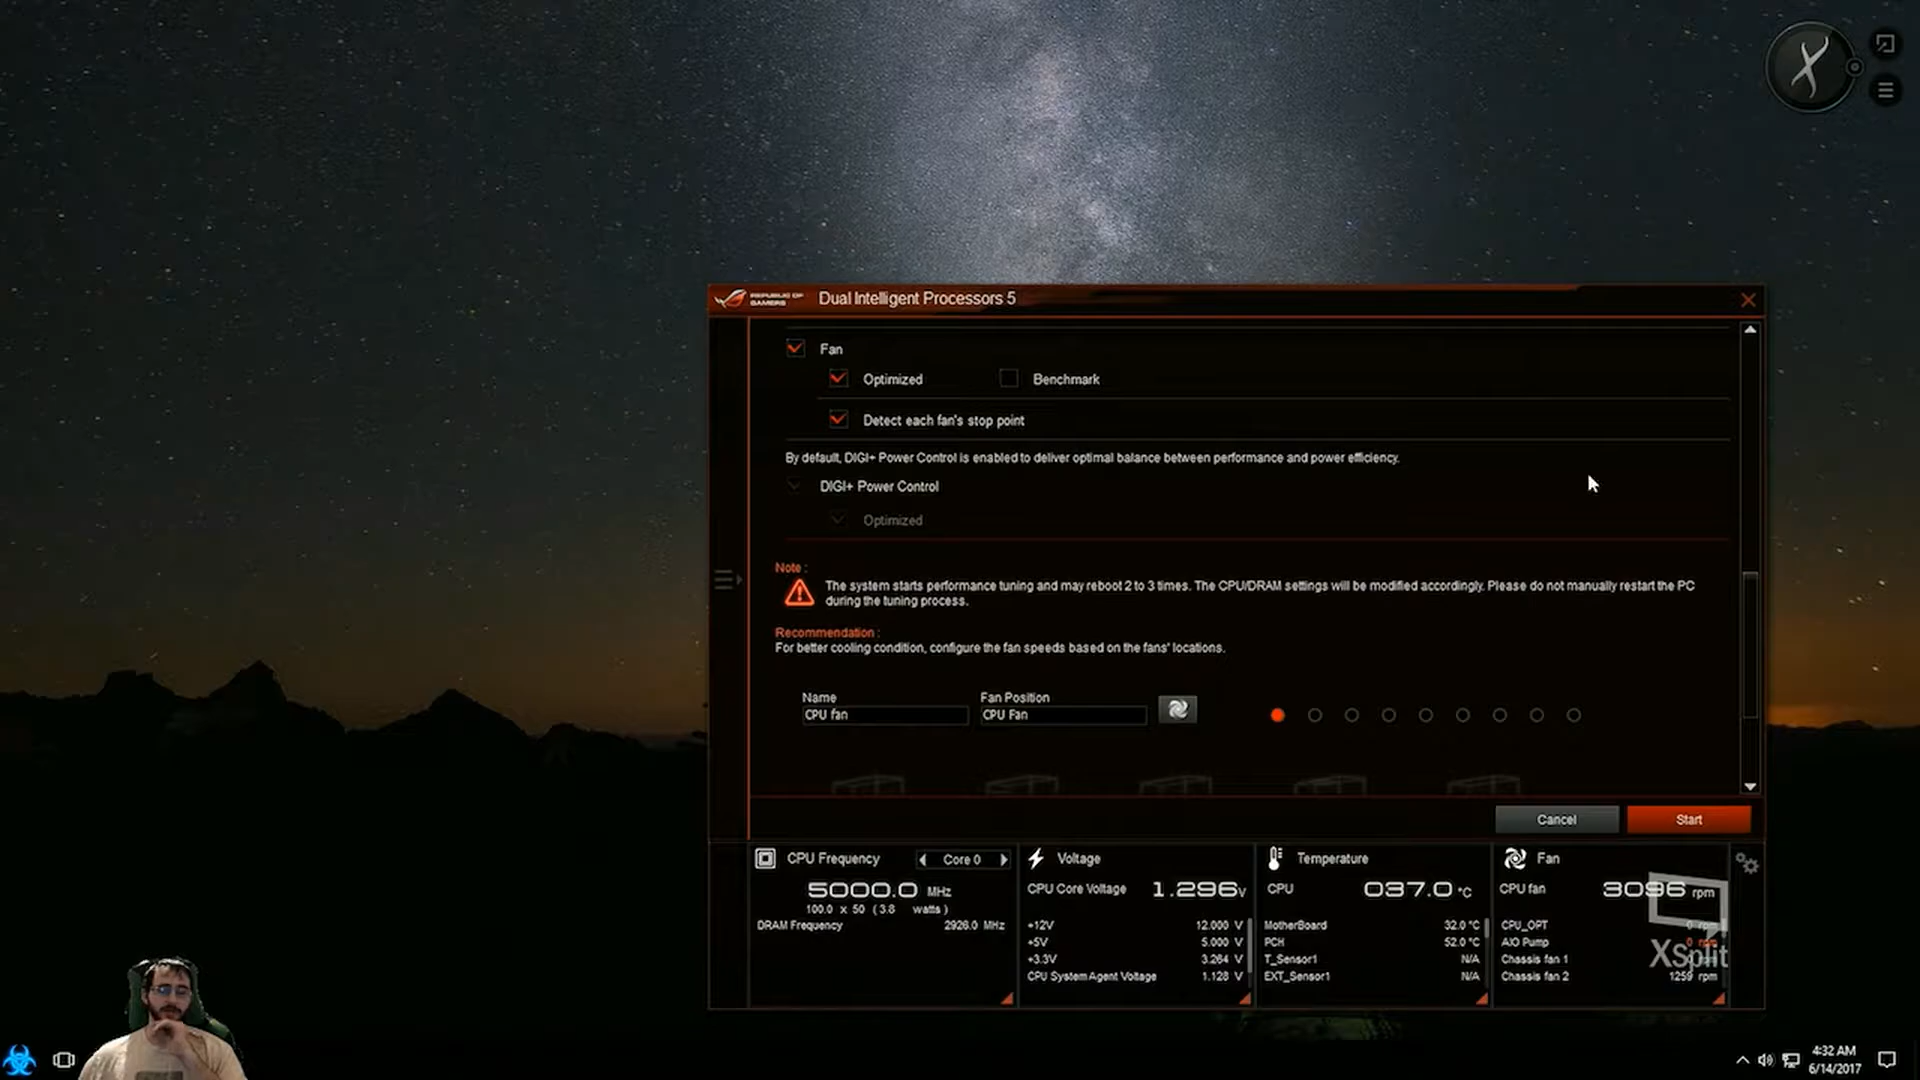 REPUBLIC OF GAMERS
Dual Intelligent Processors 5
Fan
Optimized
Benchmark
Detect each fan's stop point
By default, DIGI+ Power Control is enabled to deliver optimal balance between performance and power efficiency.
DIGI+ Power Control
Optimized
Note :
The system starts performance tuning and may reboot 2 to 3 times. The CPU/DRAM settings will be modified accordingly. Please do not manually restart the PC
during the tuning process.
Recommendation :
For better cooling condition, configure the fan speeds based on the fans' locations.
Name
Fan Position
CPU fan
CPU Fan
Cancel
Start
CPU Frequency
Core 0
5000.0 MHz
100.0 x 50 ( 3.8 watts )
DRAM Frequency 2926.0 MHz
Voltage
CPU Core Voltage 1.296 V
+12V 12.000 V
+5V 5.000 V
+3.3V 3.264 V
CPU System Agent Voltage 1.128 V
Temperature
CPU 037.0 °C
MotherBoard 32.0 °C
PCH 52.0 °C
T_Sensor1 N/A
EXT_Sensor1 N/A
Fan
CPU fan 3096 rpm
CPU_OPT 0 rpm
AIO Pump 0 rpm
Chassis fan 1
Chassis fan 2 1259 rpm
XSplit
4:32 AM
6/14/2017